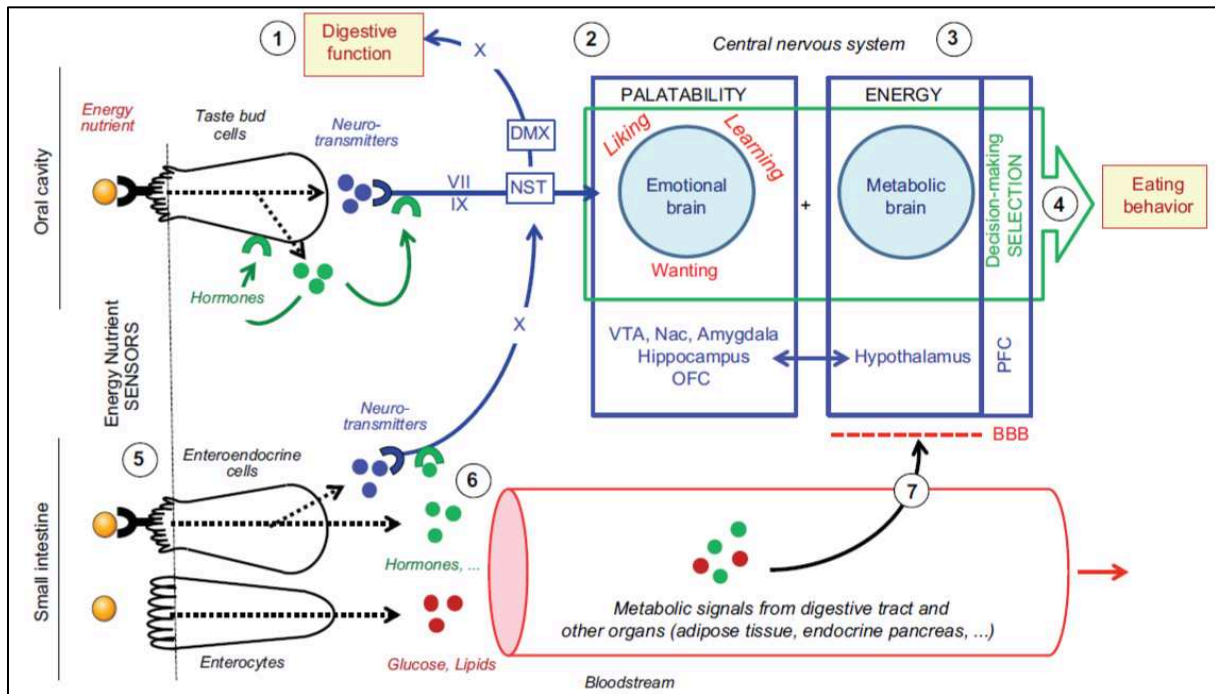 1
Digestive
function
2
Central nervous system
3
X
Oral cavity
Energy
nutrient
Taste bud
cells
Neuro-
transmitters
DMX
VII
IX
NST
Hormones
PALATABILITY
Liking
Learning
Emotional
brain
Wanting
+
ENERGY
Metabolic
brain
Decision-making
SELECTION
4
Eating
behavior
X
VTA, Nac, Amygdala
Hippocampus
OFC
Hypothalamus
PFC
BBB
Energy Nutrient
SENSORS
Small intestine
5
Enteroendocrine
cells
Neuro-
transmitters
6
Hormones, ...
Enterocytes
Glucose, Lipids
7
Metabolic signals from digestive tract and
other organs (adipose tissue, endocrine pancreas, ...)
Bloodstream